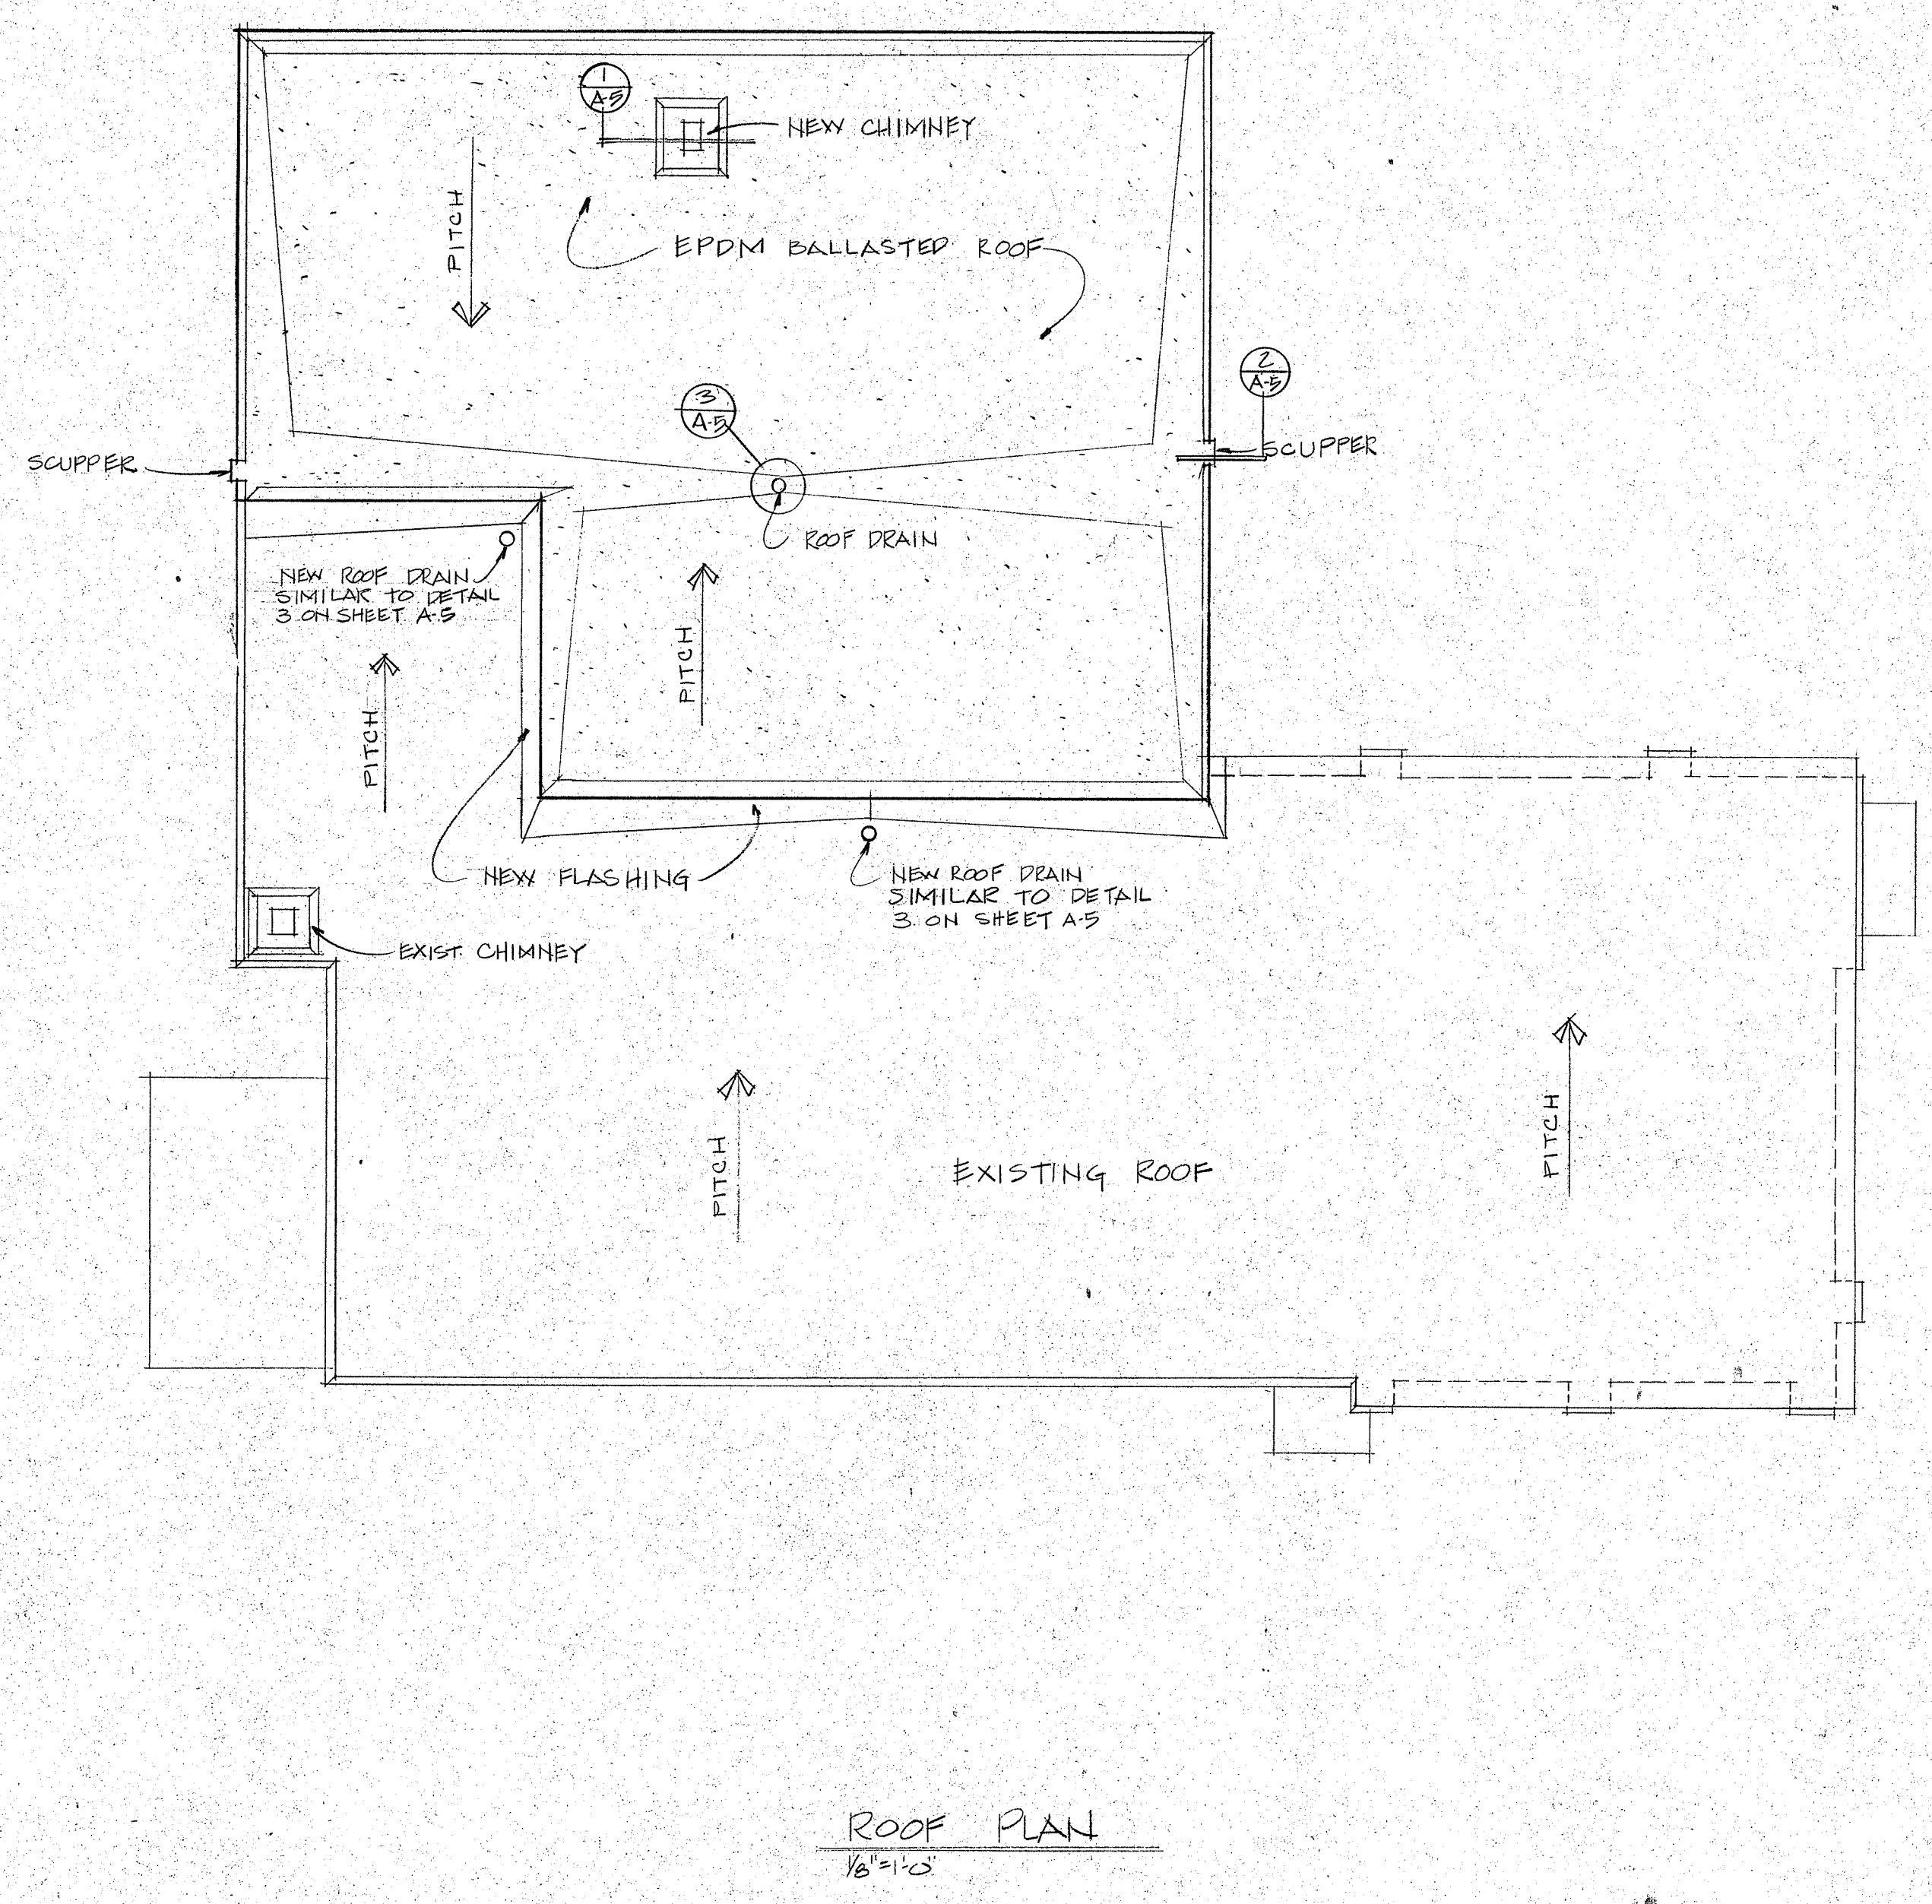 1
A-5
NEW CHIMNEY
PITCH
EPDM BALLASTED ROOF
2
A-5
3
A-5
SCUPPER
SCUPPER
ROOF DRAIN
NEW ROOF DRAIN
SIMILAR TO DETAIL
3 ON SHEET A-5
PITCH
PITCH
NEW FLASHING
NEW ROOF DRAIN
SIMILAR TO DETAIL
3 ON SHEET A-5
EXIST. CHIMNEY
PITCH
PITCH
EXISTING ROOF
ROOF PLAN
1/8"=1'-0"